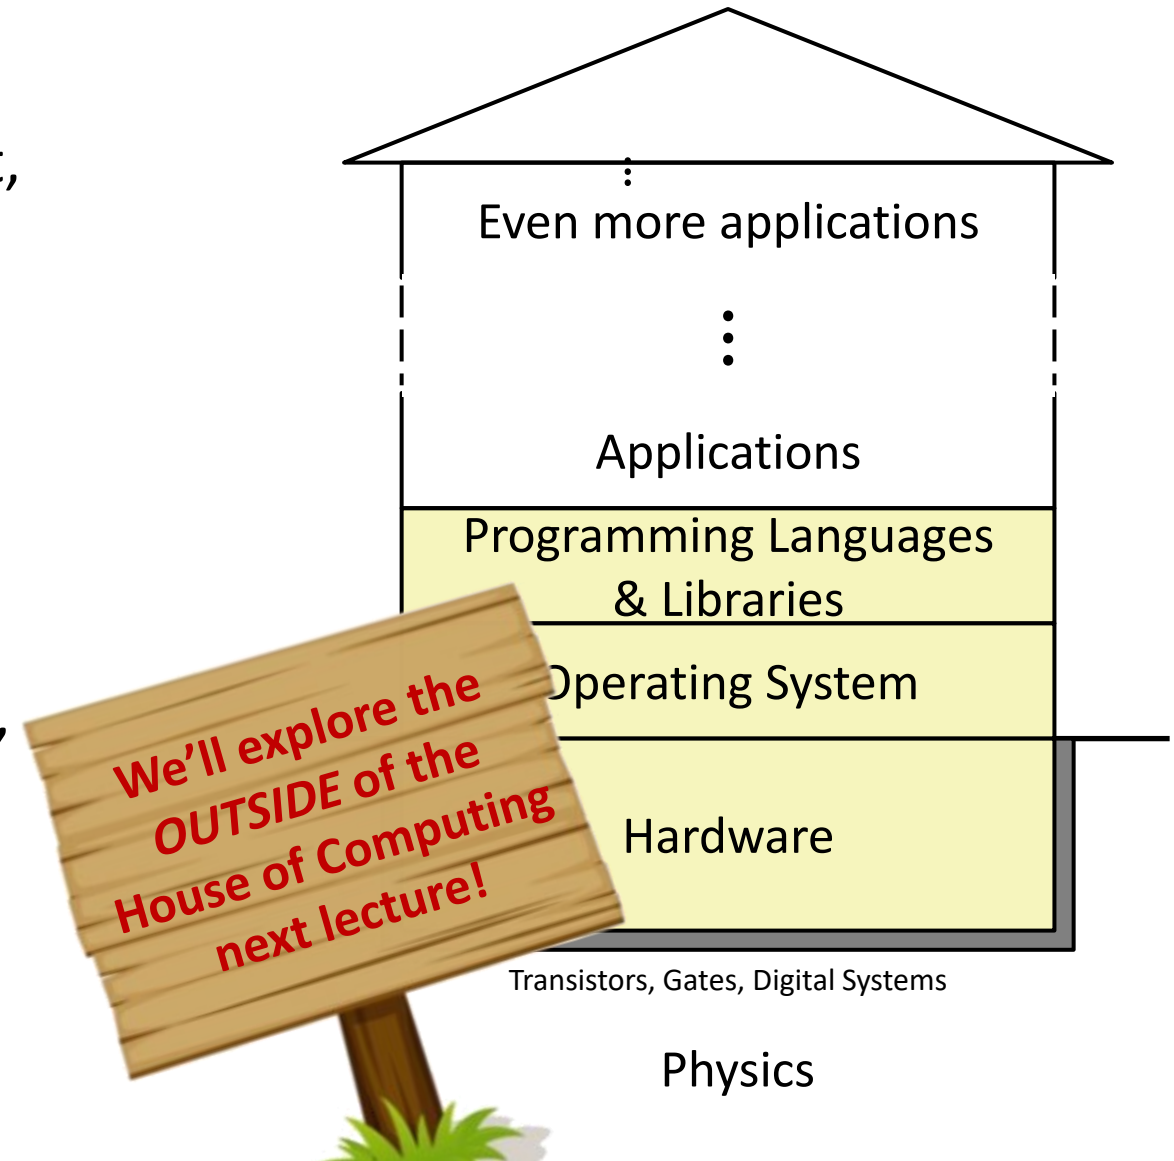 Even more applications
Applications
Programming Languages
& Libraries
Operating System
We’ll explore the
OUTSIDE of the
House of Computing
next lecture!
Hardware
Transistors, Gates, Digital Systems
Physics